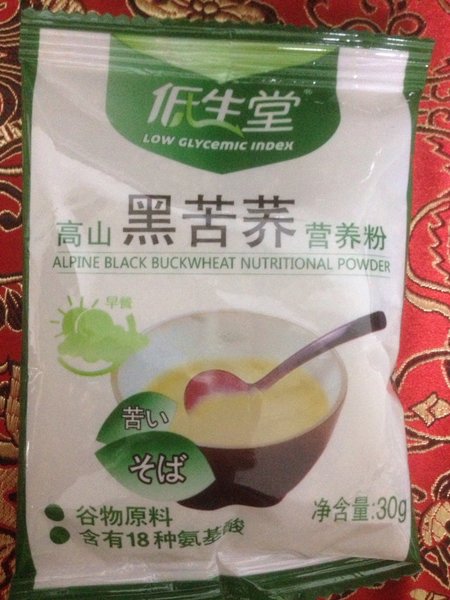 低生堂®
LOW GLYCEMIC INDEX
高山 黑苦荞 营养粉
ALPINE BLACK BUCKWHEAT NUTRITIONAL POWDER
早餐
苦い
そば
谷物原料
含有18种氨基酸
净含量:30g